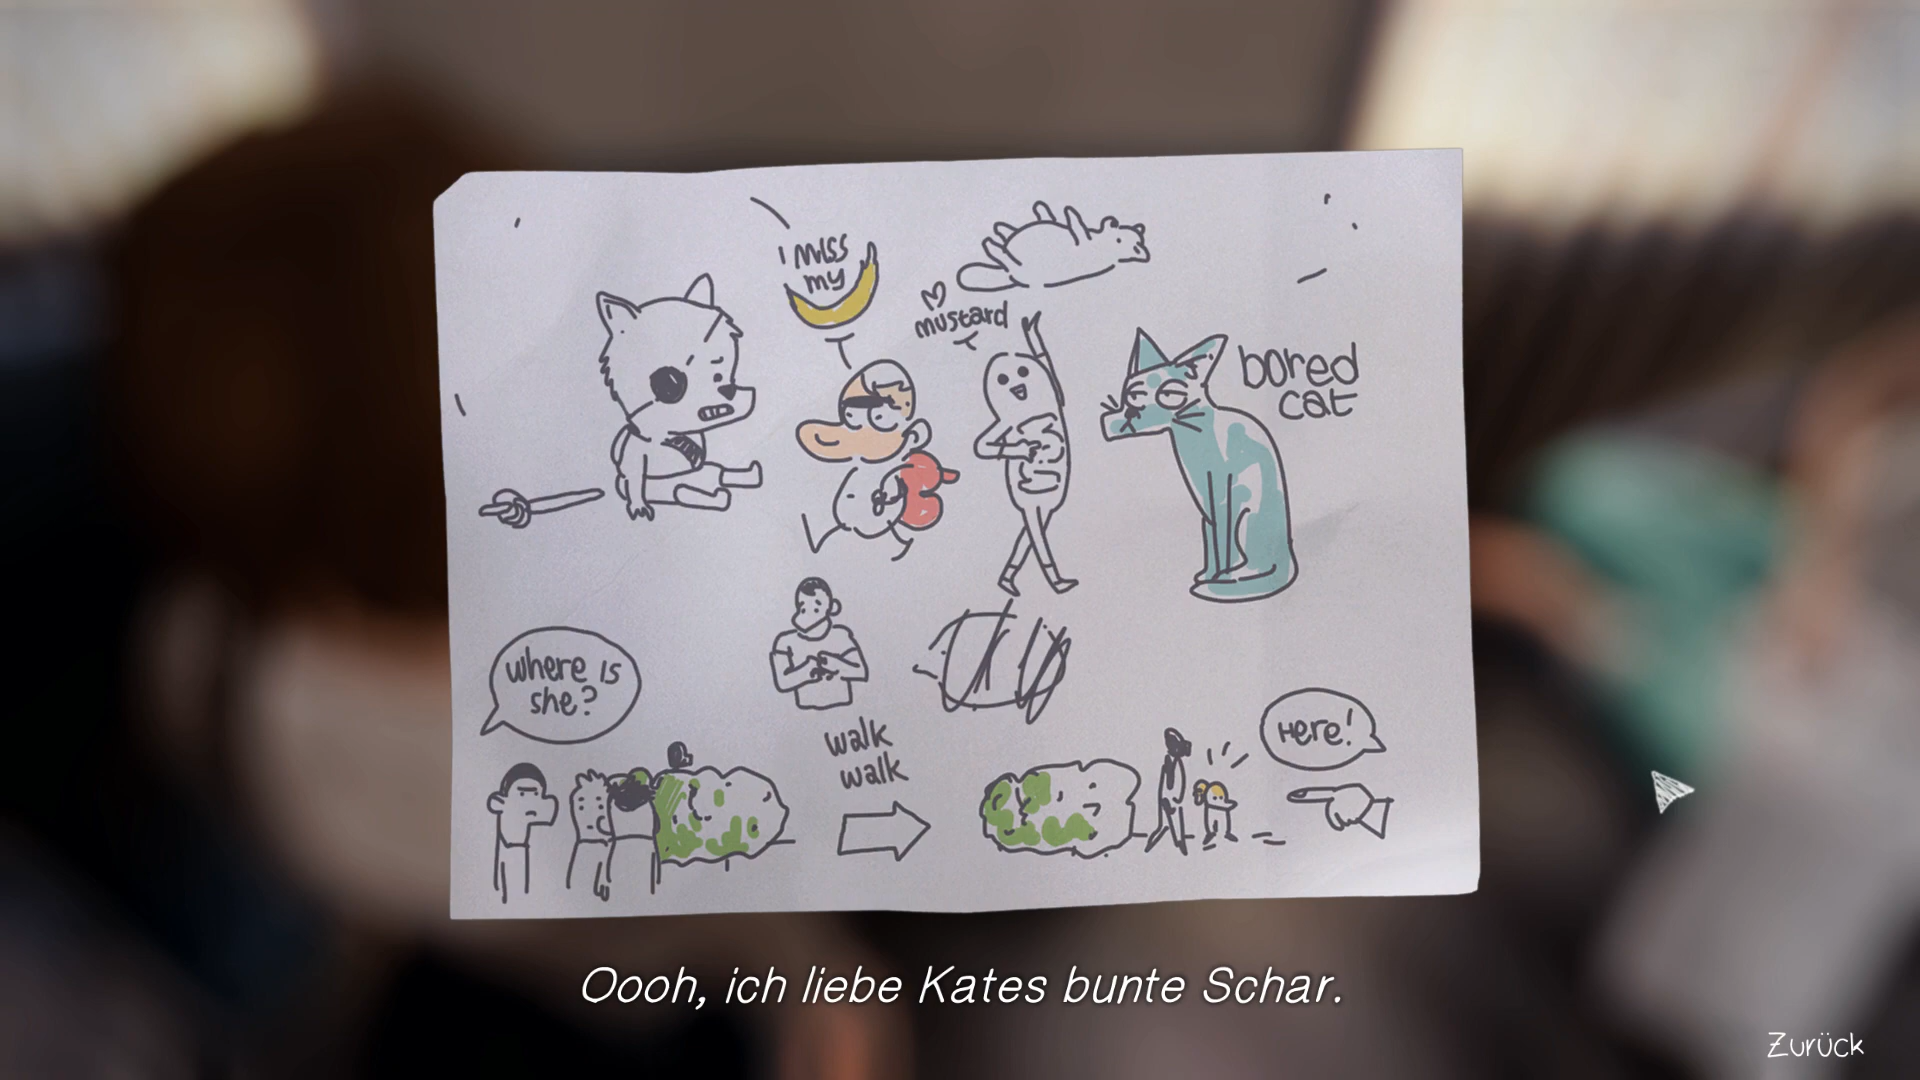 I miss
my
mustard
bored
cat
where is
she?
walk
walk
Here!
Oooh, ich liebe Kates bunte Schar.
Zurück